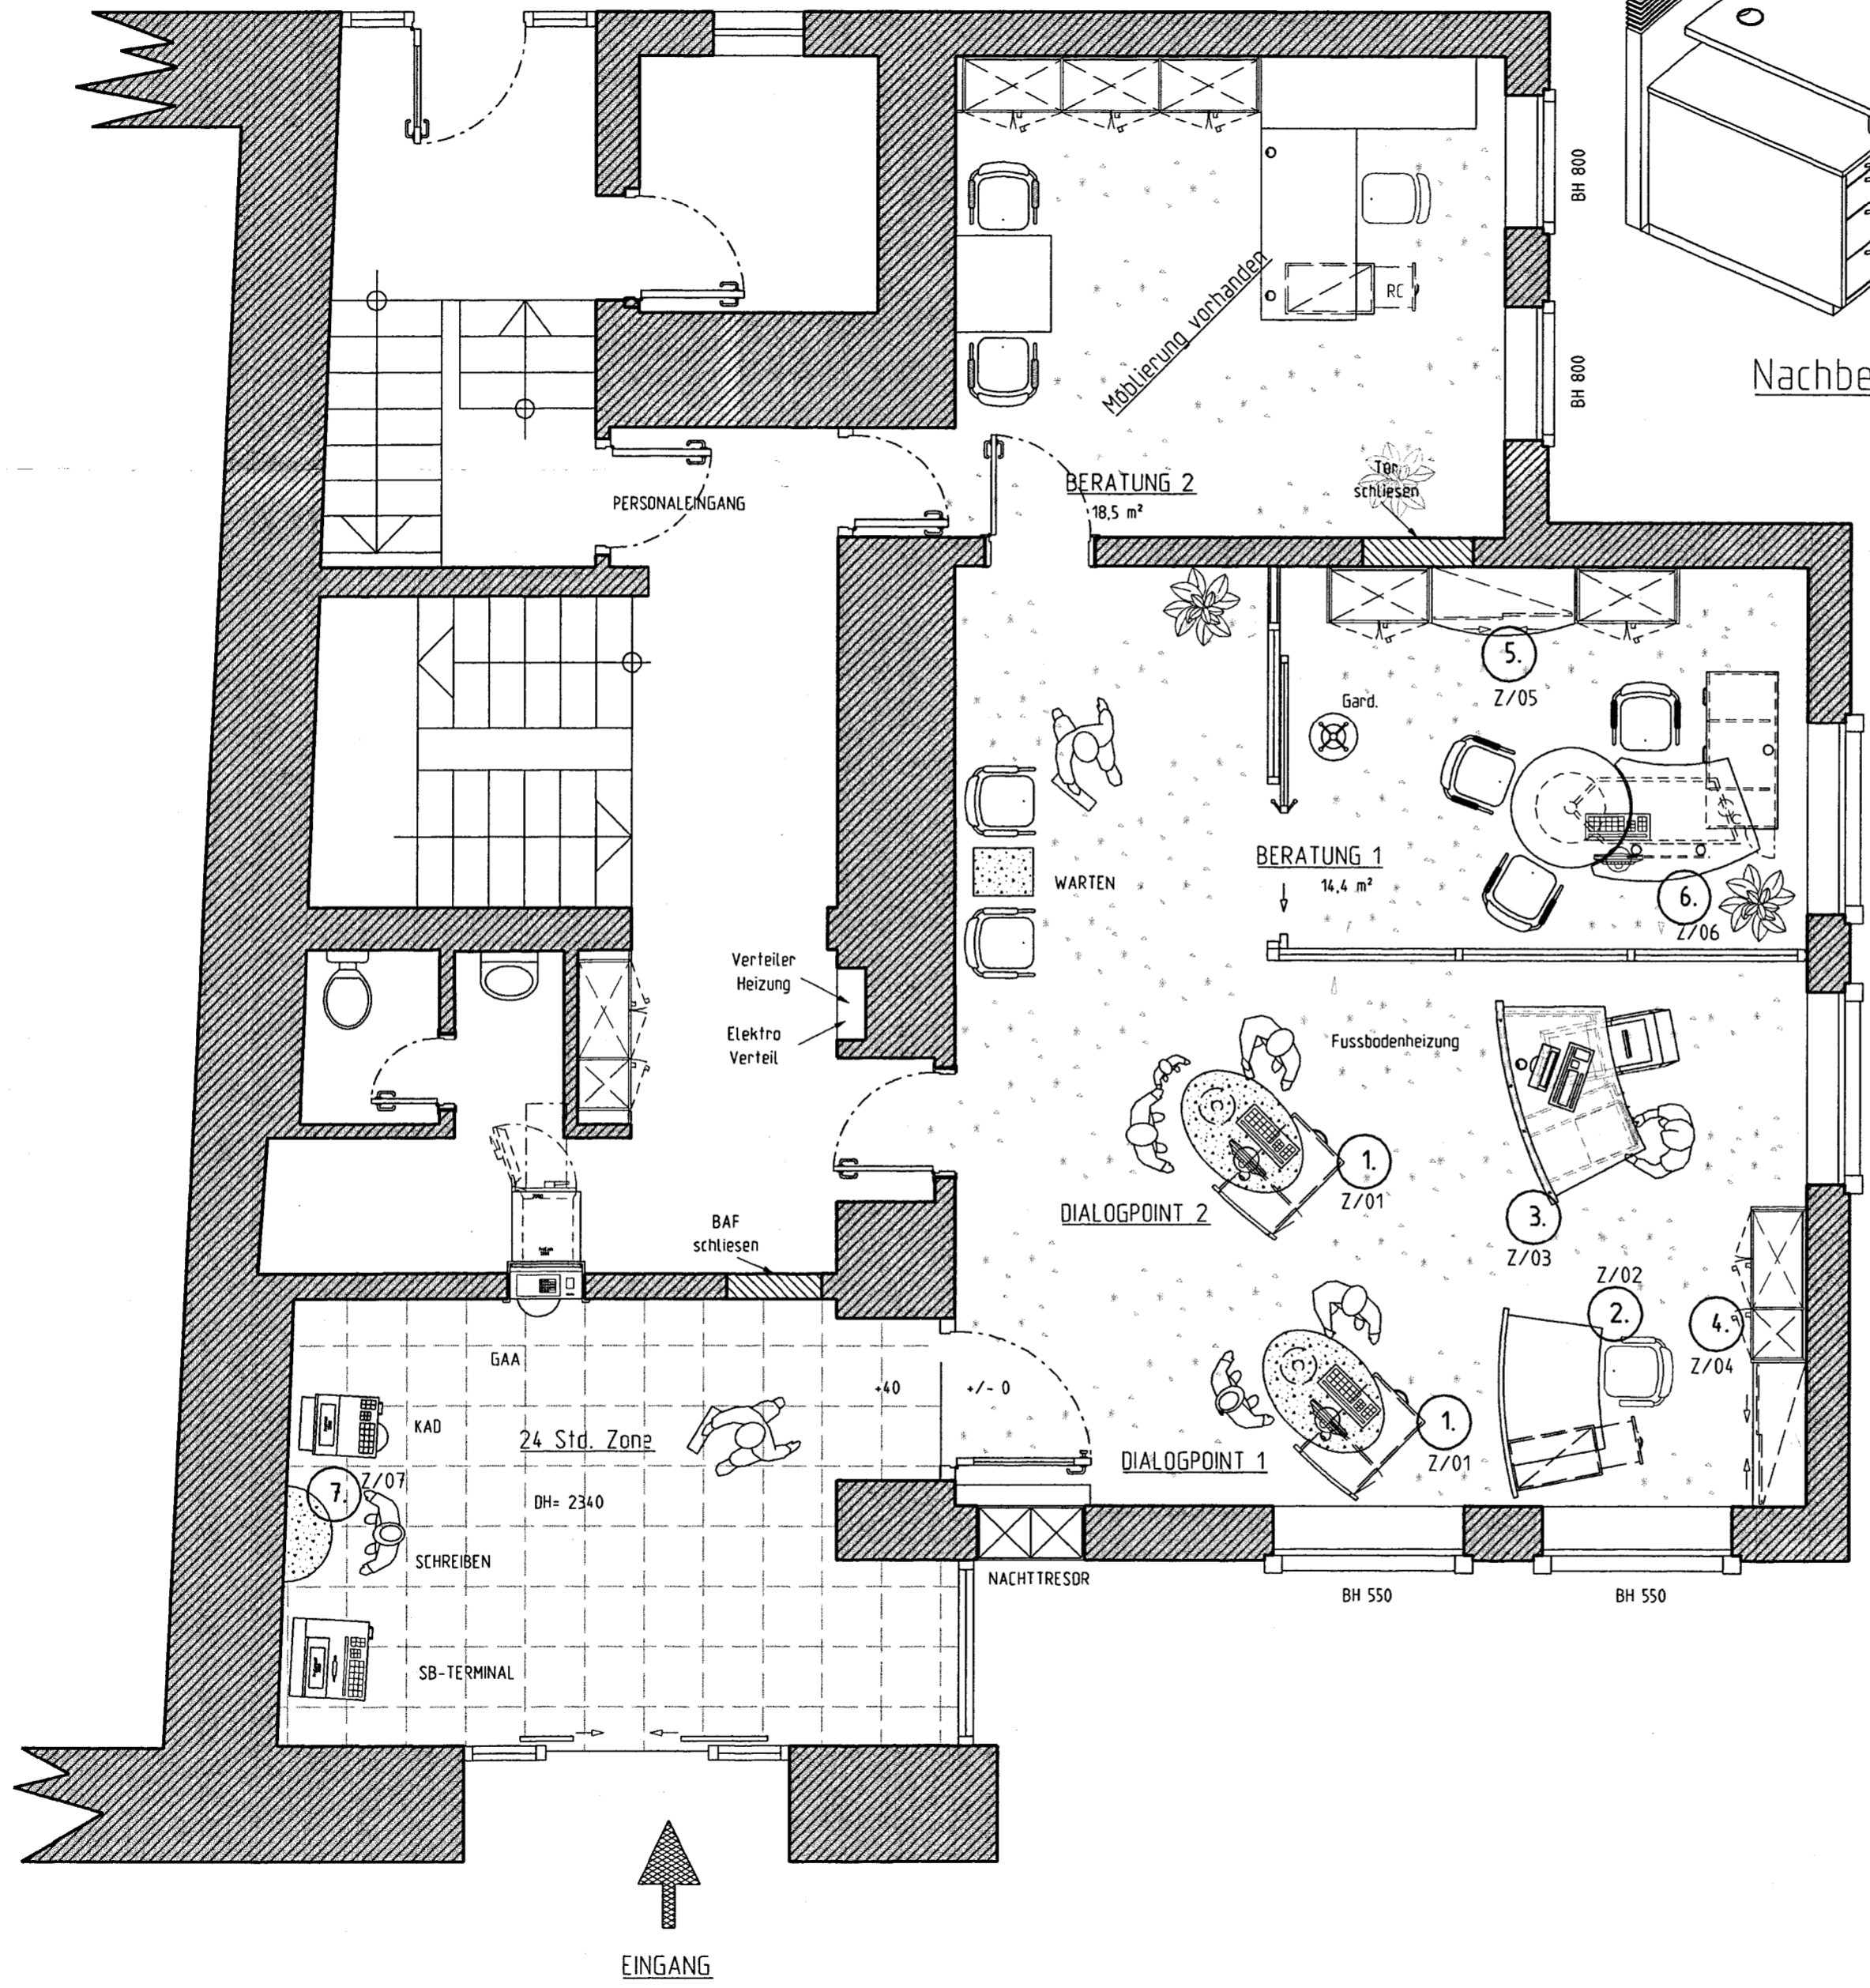 BH 800
BH 800
Nachbe
RC
Möblierung vorhanden
PERSONALEINGANG
BERATUNG 2
18,5 m²
Tür
schliesen
5.
Z/05
Gard.
BERATUNG 1
14,4 m²
WARTEN
6.
Z/06
Verteiler
Heizung
Elektro
Verteil
Fussbodenheizung
1.
Z/01
DIALOGPOINT 2
3.
Z/03
BAF
schliesen
Z/02
2.
4.
Z/04
GAA
+40
+/- 0
KAD
24 Std. Zone
1.
Z/01
DIALOGPOINT 1
7.
Z/07
DH= 2340
SCHREIBEN
NACHTTRESOR
BH 550
BH 550
SB-TERMINAL
EINGANG